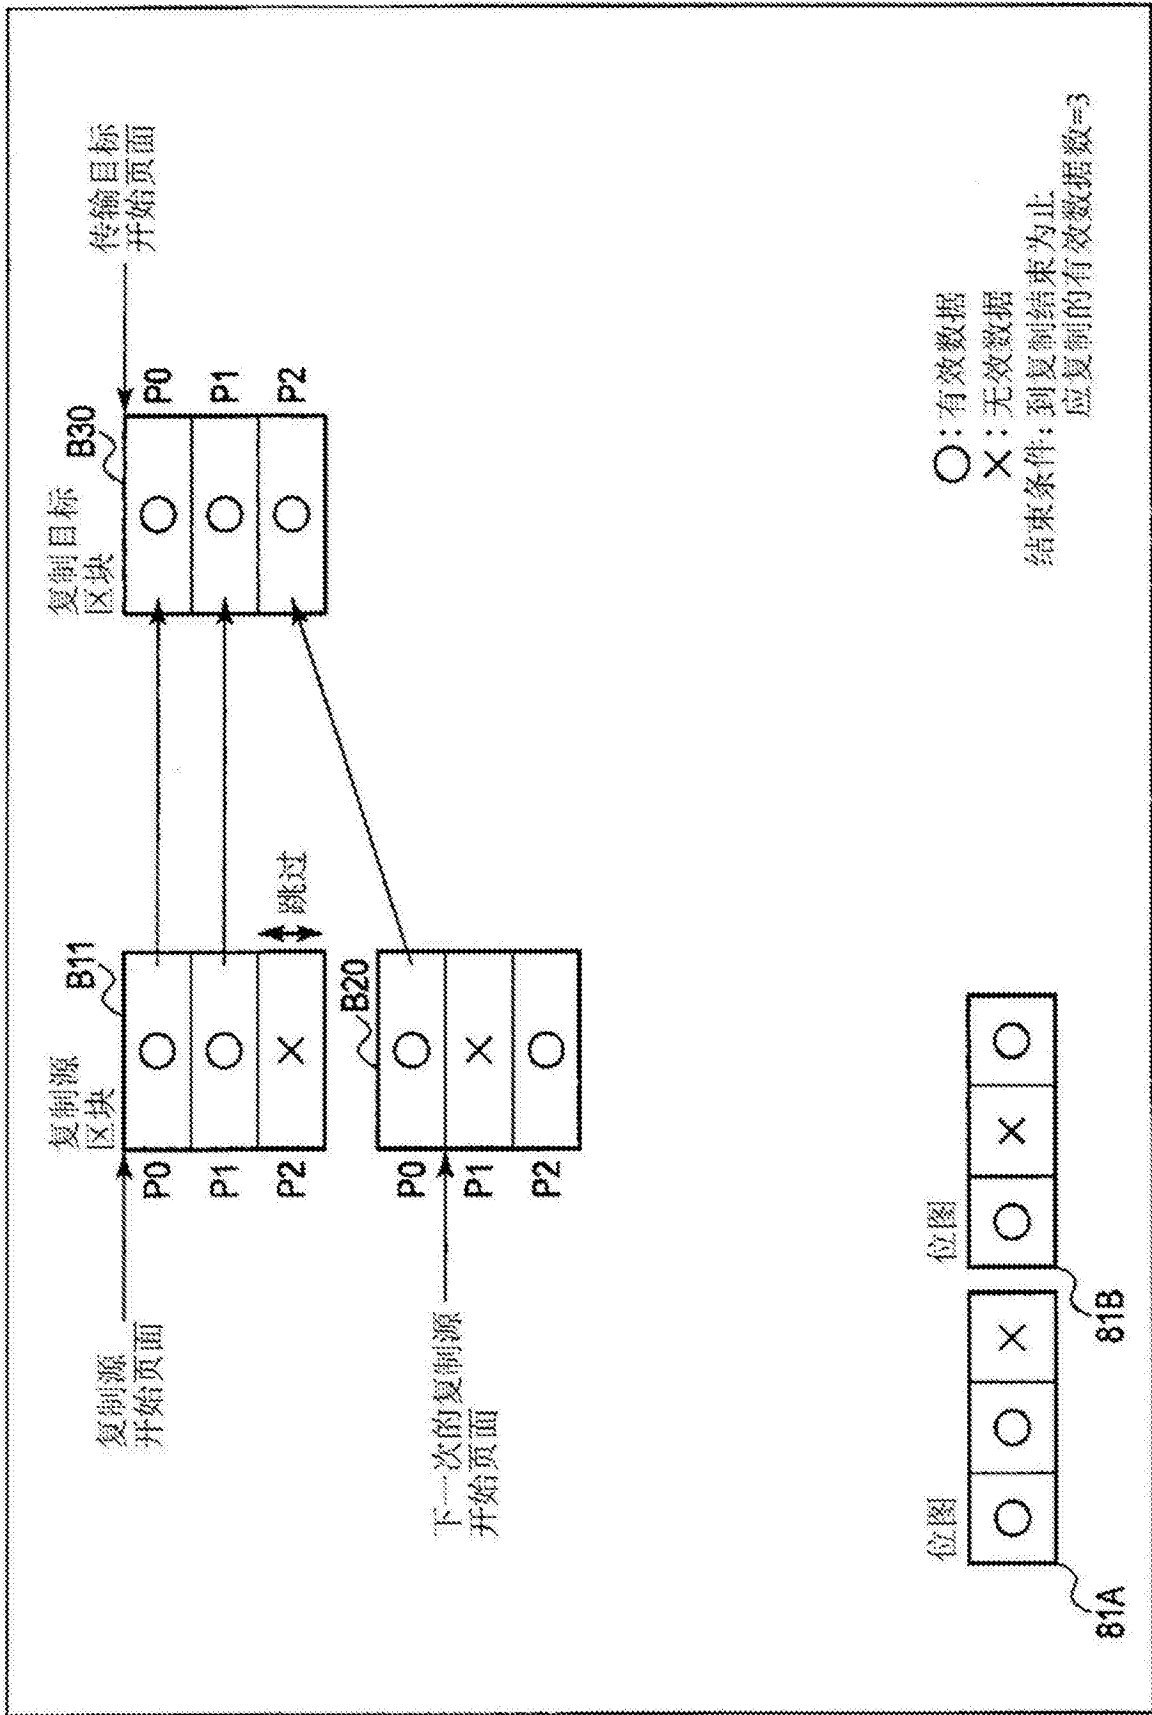 复制源
区块
B11
复制目标
区块
B30
复制源
开始页面
传输目标
开始页面
P0
P1
P2
跳过
P0
P1
P2
B20
P0
P1
P2
下一次的复制源
开始页面
位图
位图
81A
81B
○：有效数据
×：无效数据
结束条件：到复制结束为止
应复制的有效数据数=3